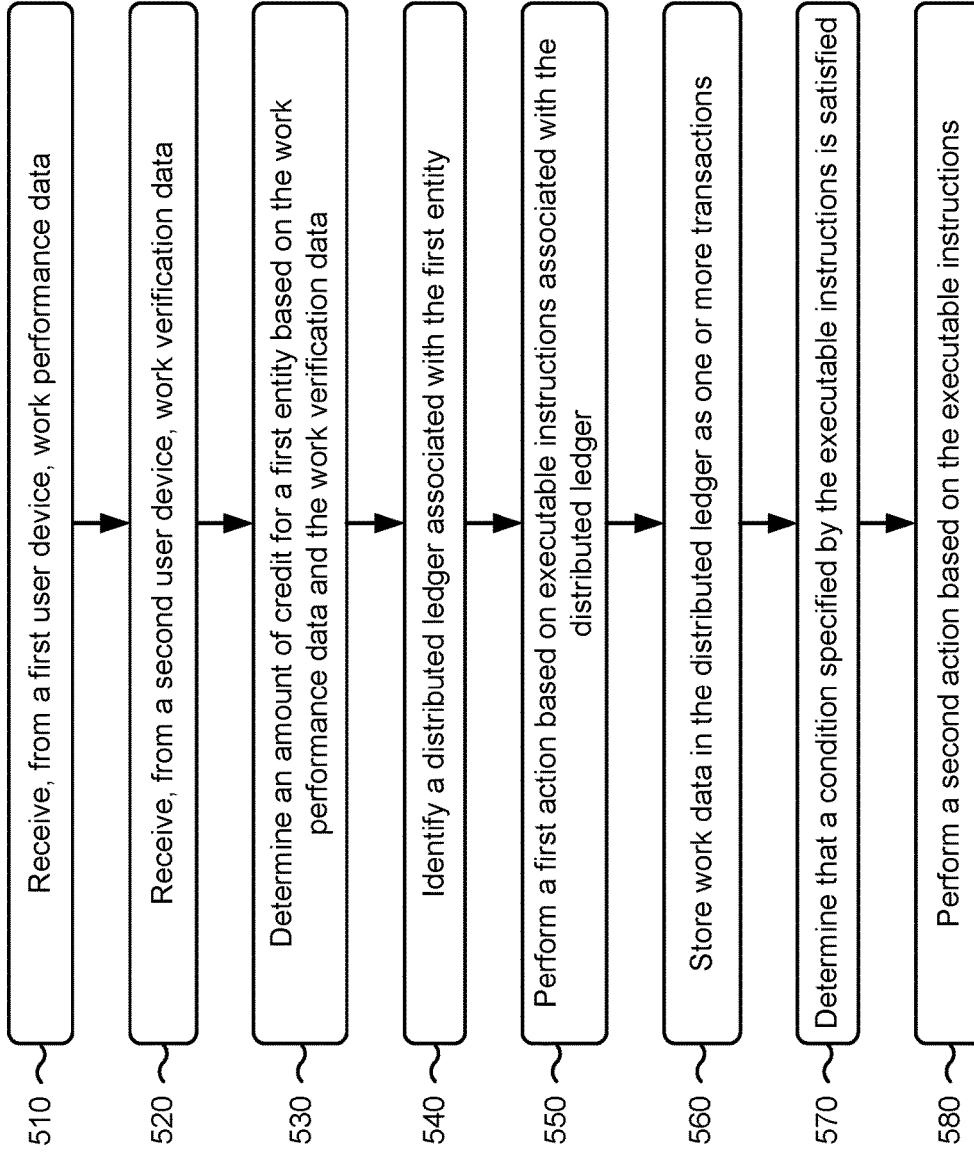 510
Receive, from a first user device, work performance data
520
Receive, from a second user device, work verification data
530
Determine an amount of credit for a first entity based on the work
performance data and the work verification data
540
Identify a distributed ledger associated with the first entity
550
Perform a first action based on executable instructions associated with the
distributed ledger
560
Store work data in the distributed ledger as one or more transactions
570
Determine that a condition specified by the executable instructions is satisfied
580
Perform a second action based on the executable instructions